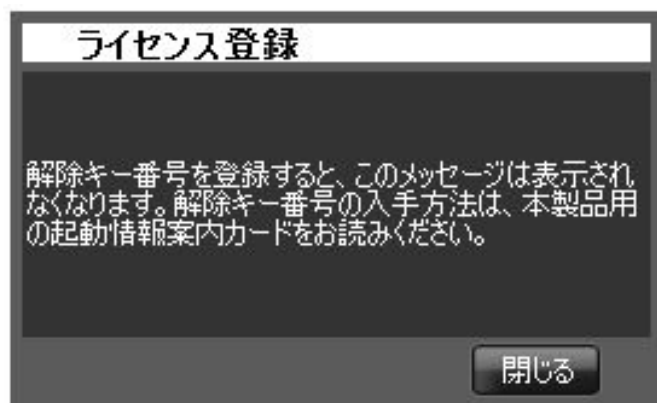 ライセンス登録
解除キー番号を登録すると、このメッセージは表示され
なくなります。解除キー番号の入手方法は、本製品用
の起動情報案内カードをお読みください。
閉じる